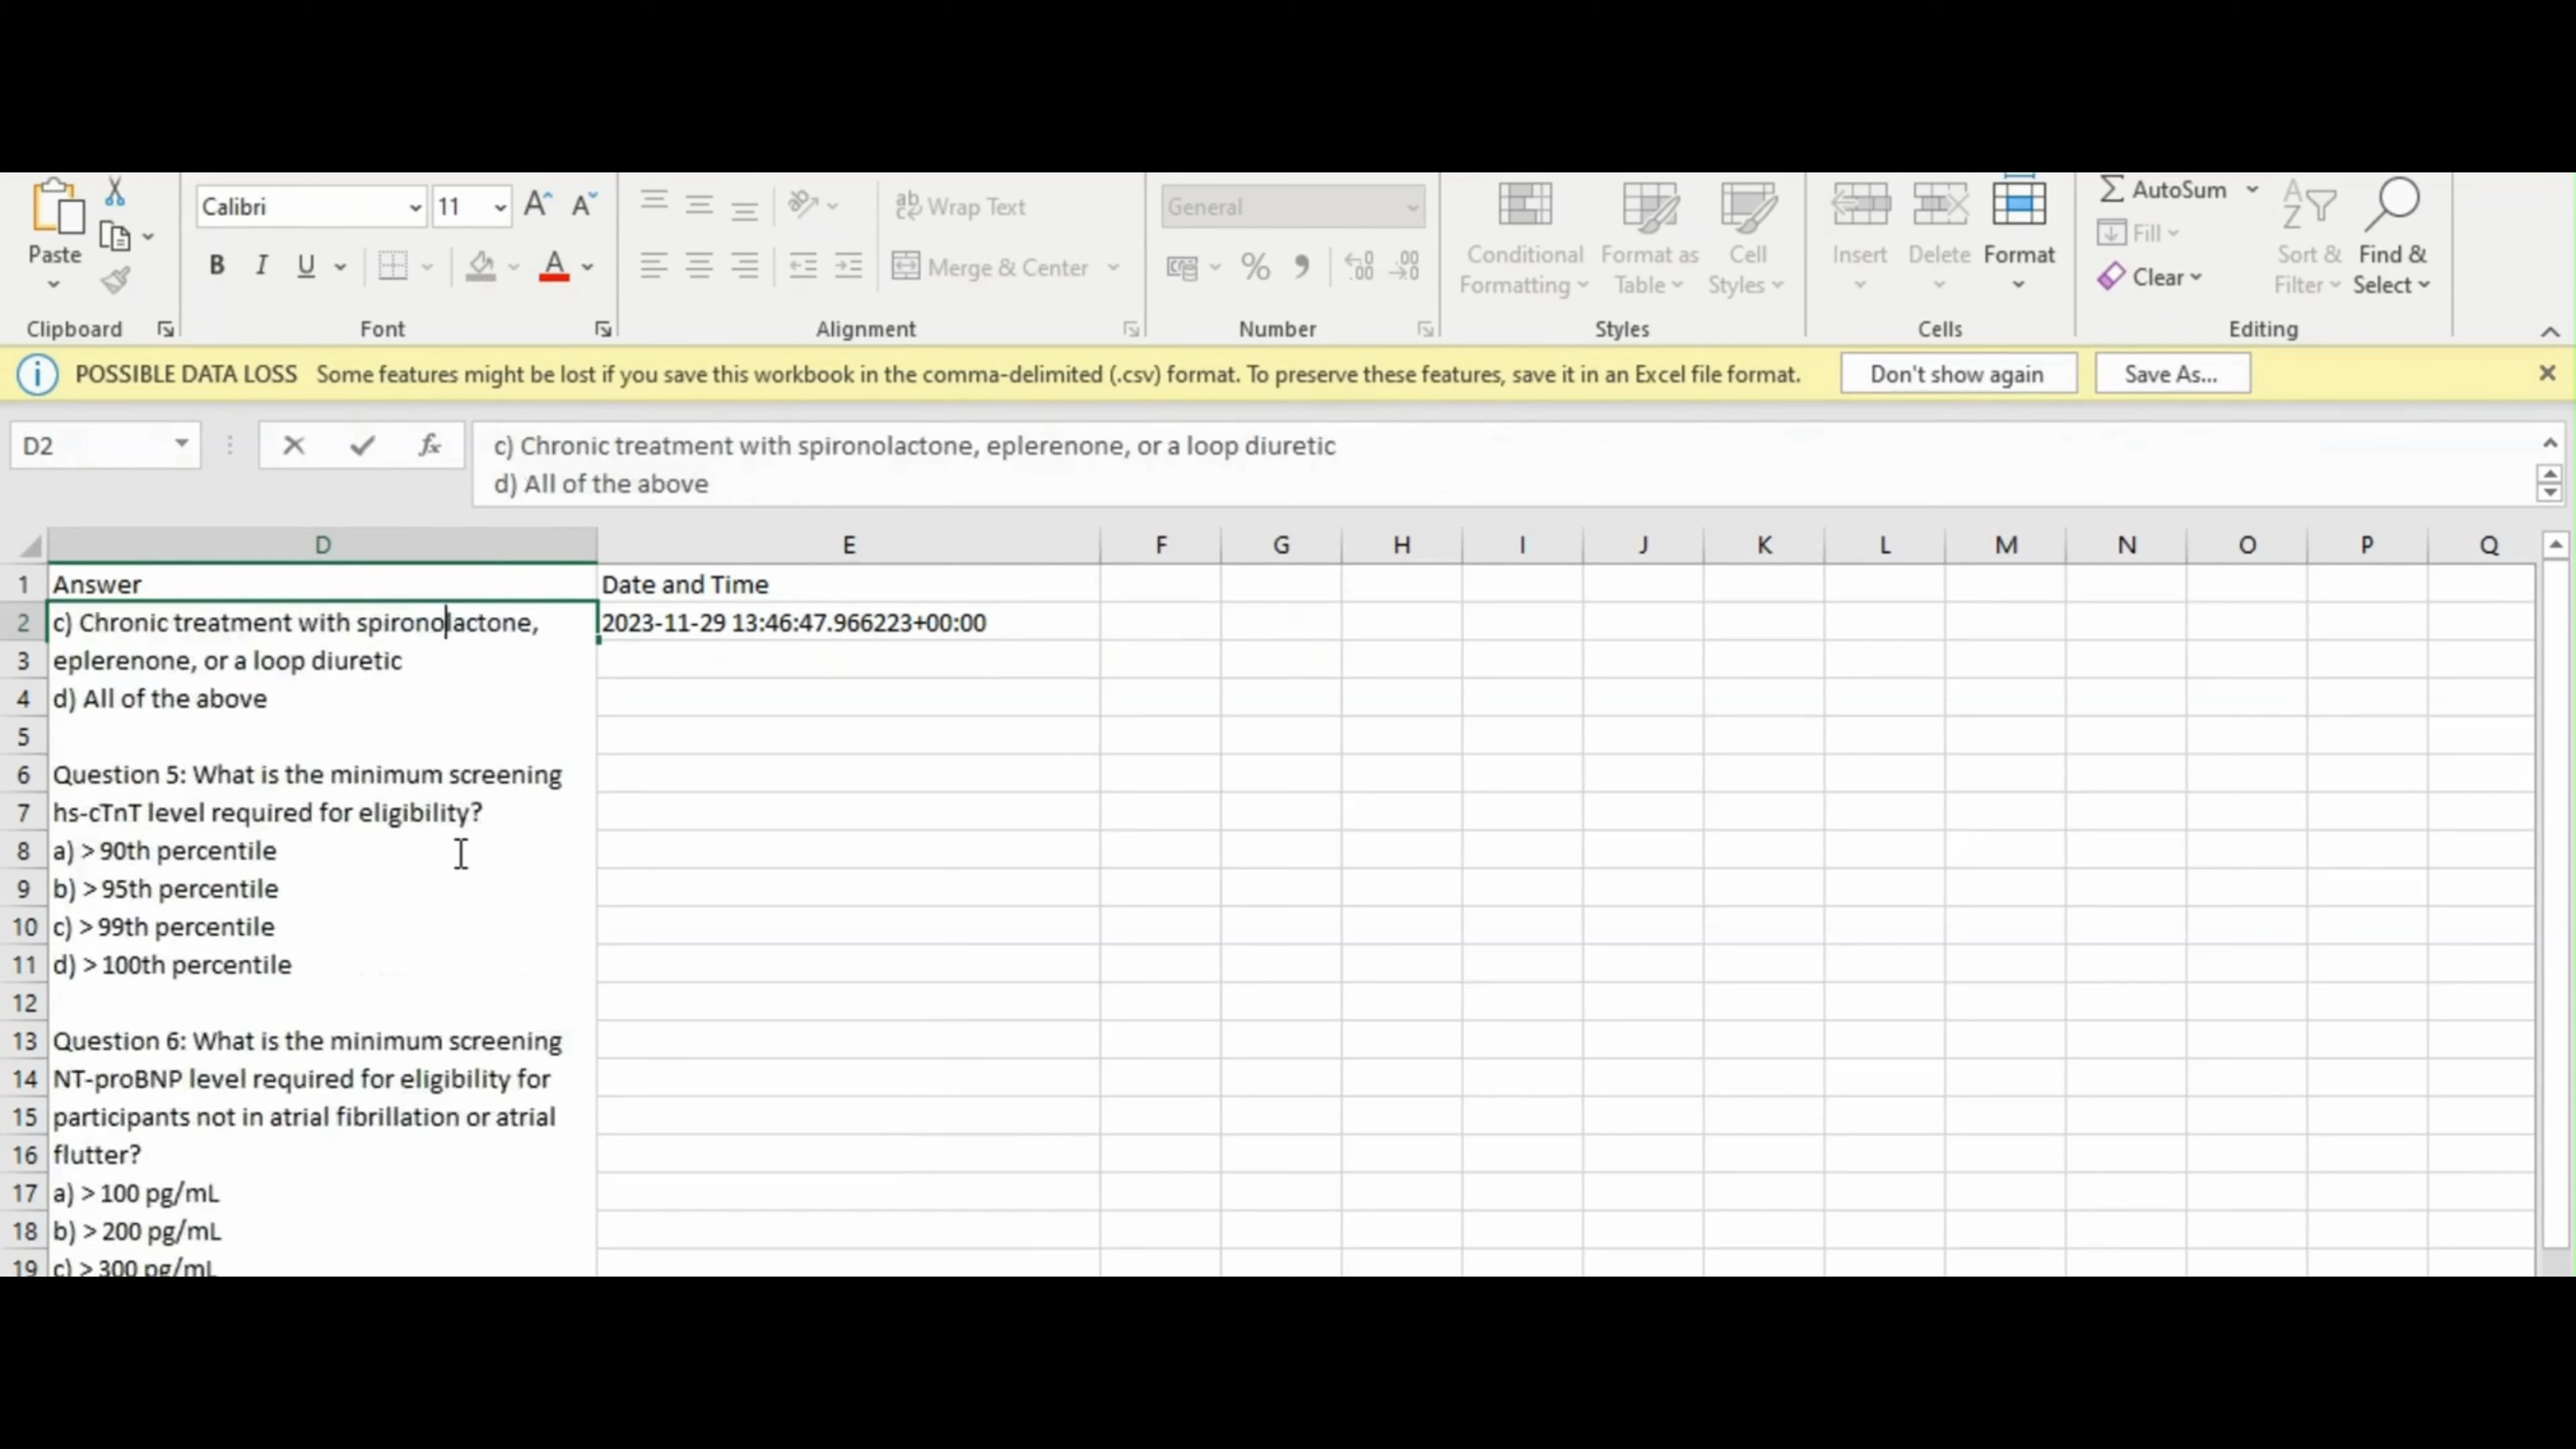 Calibri
11
Wrap Text
General
AutoSum
Fill
Paste
B I U
Merge & Center
Conditional Formatting
Format as Table
Cell Styles
Insert
Delete
Format
Clear
Sort & Filter
Find & Select
Clipboard
Font
Alignment
Number
Styles
Cells
Editing
POSSIBLE DATA LOSS Some features might be lost if you save this workbook in the comma-delimited (.csv) format. To preserve these features, save it in an Excel file format.
Don't show again
Save As...
D2
fx
c) Chronic treatment with spironolactone, eplerenone, or a loop diuretic
d) All of the above
D E F G H I J K L M N O P Q
1 Answer Date and Time
2 c) Chronic treatment with spironolactone, 2023-11-29 13:46:47.966223+00:00
3 eplerenone, or a loop diuretic
4 d) All of the above
5
6 Question 5: What is the minimum screening
7 hs-cTnT level required for eligibility?
8 a) > 90th percentile
9 b) > 95th percentile
10 c) > 99th percentile
11 d) > 100th percentile
12
13 Question 6: What is the minimum screening
14 NT-proBNP level required for eligibility for
15 participants not in atrial fibrillation or atrial
16 flutter?
17 a) > 100 pg/mL
18 b) > 200 pg/mL
19 c) > 300 pg/mL